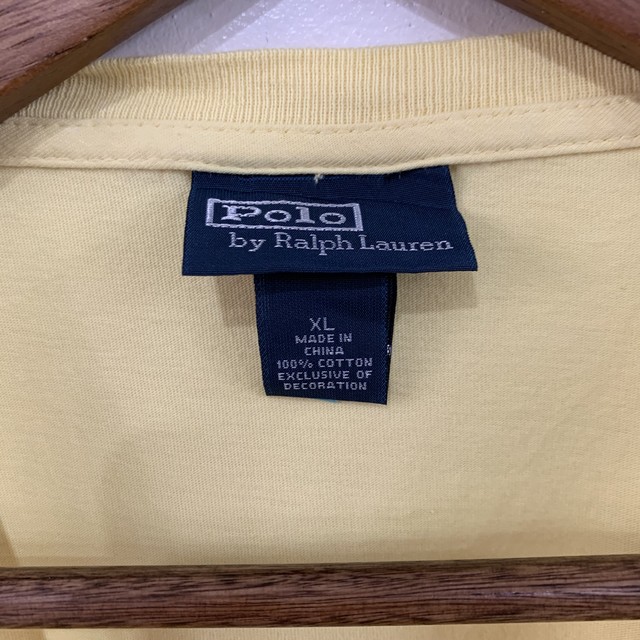 Polo
by Ralph Lauren
XL
MADE IN
CHINA
100% COTTON
EXCLUSIVE OF
DECORATION